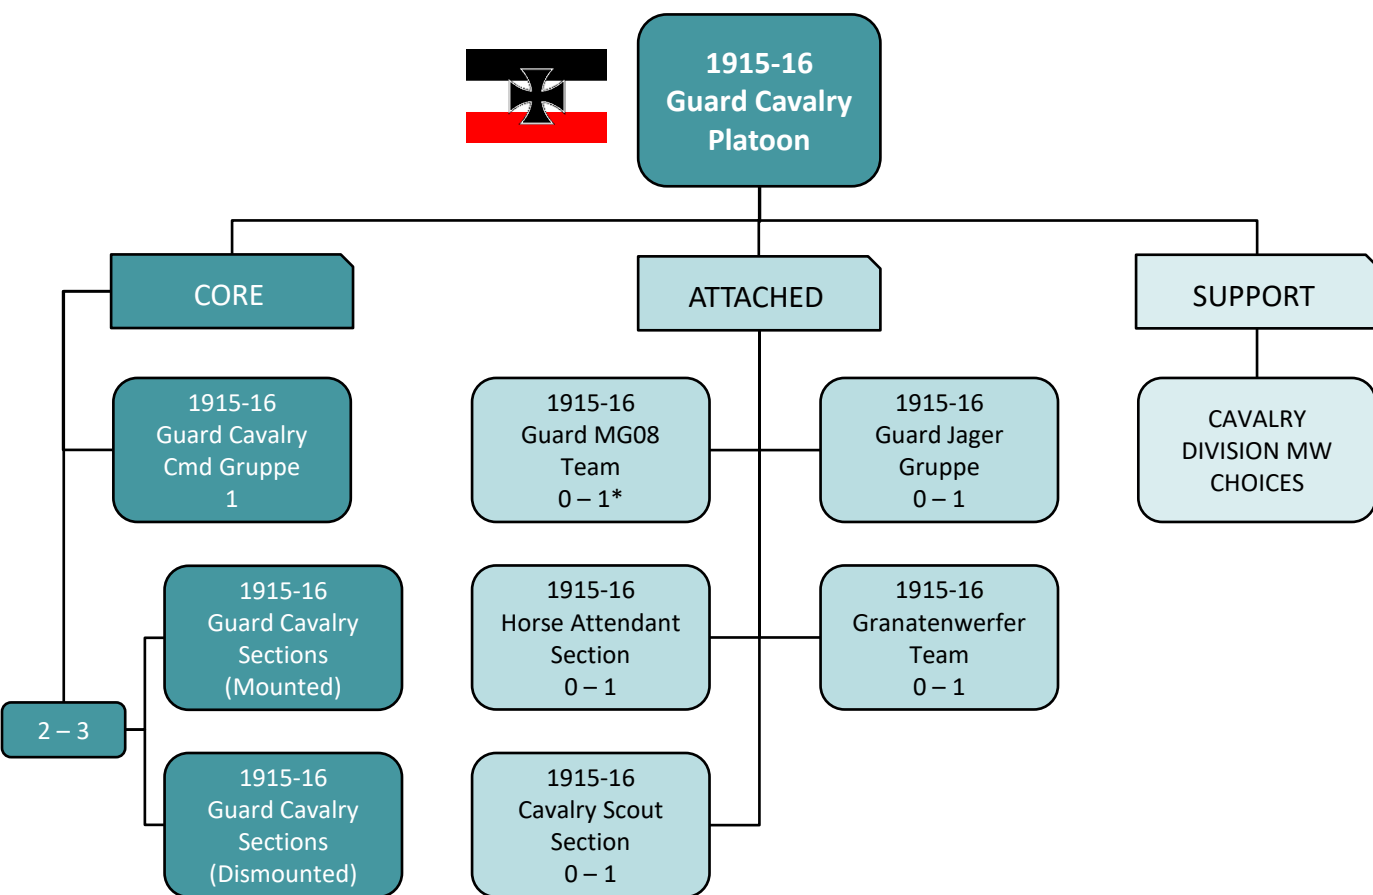 1915-16
Guard Cavalry
Platoon
CORE
ATTACHED
SUPPORT
1915-16
Guard Cavalry
Cmd Gruppe
1
1915-16
Guard MG08
Team
0 – 1*
1915-16
Guard Jager
Gruppe
0 – 1
CAVALRY
DIVISION MW
CHOICES
1915-16
Guard Cavalry
Sections
(Mounted)
1915-16
Horse Attendant
Section
0 – 1
1915-16
Granatenwerfer
Team
0 – 1
2 – 3
1915-16
Guard Cavalry
Sections
(Dismounted)
1915-16
Cavalry Scout
Section
0 – 1